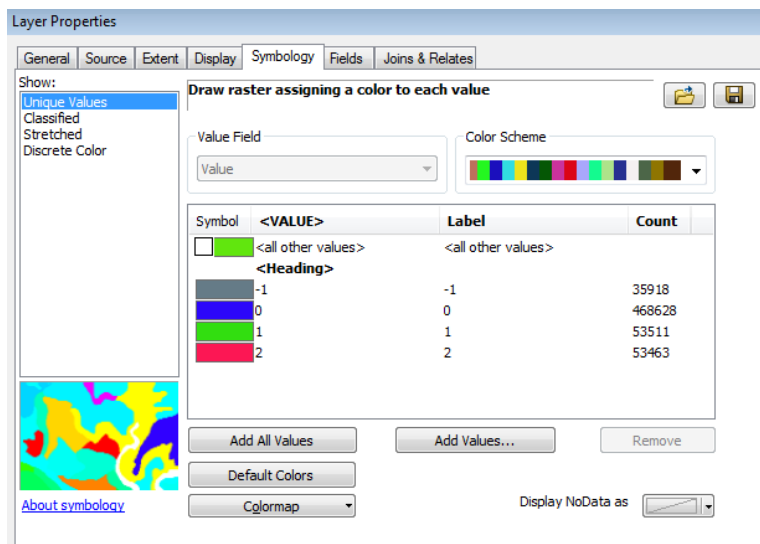 Layer Properties
General Source Extent Display Symbology Fields Joins & Relates
Show:
Unique Values
Classified
Stretched
Discrete Color
Draw raster assigning a color to each value
Value Field
Value
Color Scheme
Symbol <VALUE> Label Count
<all other values> <all other values>
<Heading>
-1 -1 35918
0 0 468628
1 1 53511
2 2 53463
Add All Values Add Values... Remove
Default Colors
Colormap
About symbology
Display NoData as